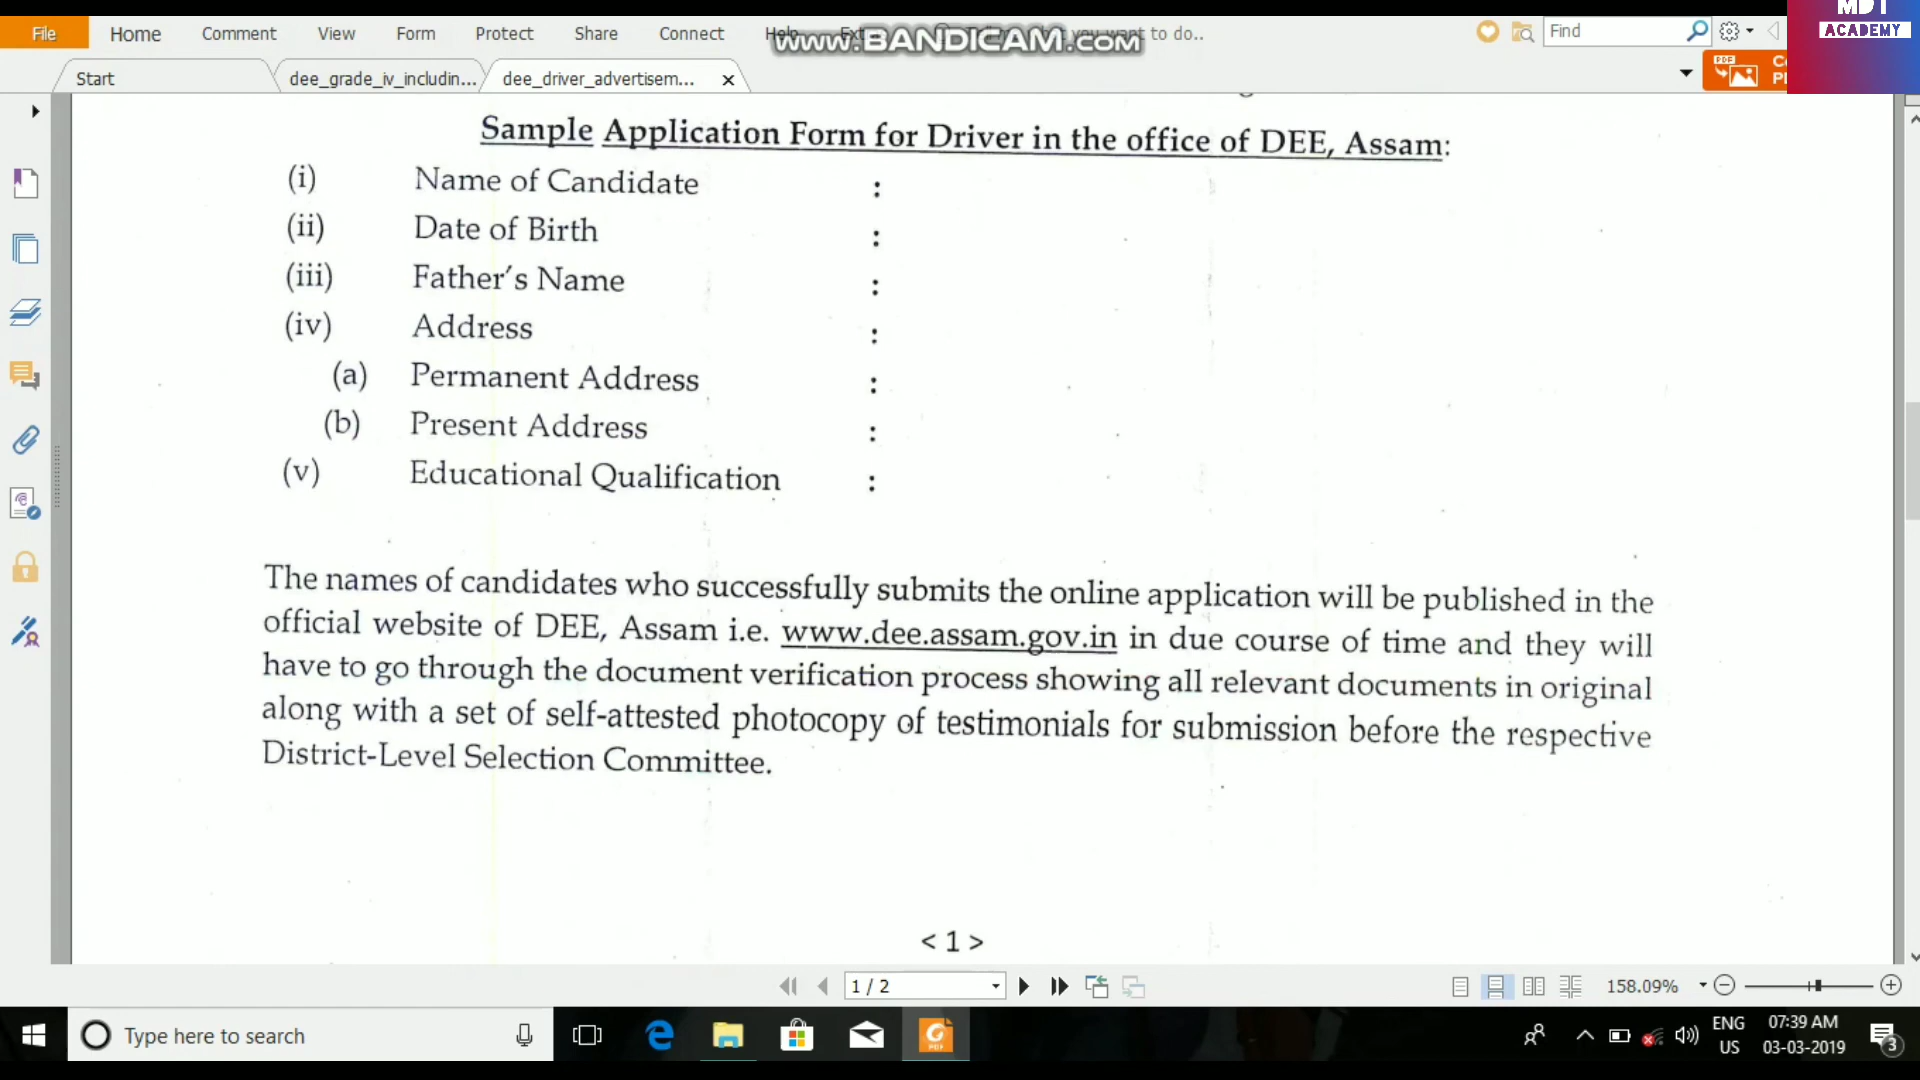 MDT
ACADEMY
File Home Comment View Form Protect Share Connect Help Find
www.BANDICAM.com
to do..
Start dee_grade_iv_includin... dee_driver_advertisem...
PDF
Sample Application Form for Driver in the office of DEE, Assam:
(i) Name of Candidate :
(ii) Date of Birth :
(iii) Father's Name :
(iv) Address :
(a) Permanent Address :
(b) Present Address :
(v) Educational Qualification :
The names of candidates who successfully submits the online application will be published in the
official website of DEE, Assam i.e. www.dee.assam.gov.in in due course of time and they will
have to go through the document verification process showing all relevant documents in original
along with a set of self-attested photocopy of testimonials for submission before the respective
District-Level Selection Committee.
< 1 >
1 / 2 158.09%
Type here to search
ENG 07:39 AM
US 03-03-2019
3